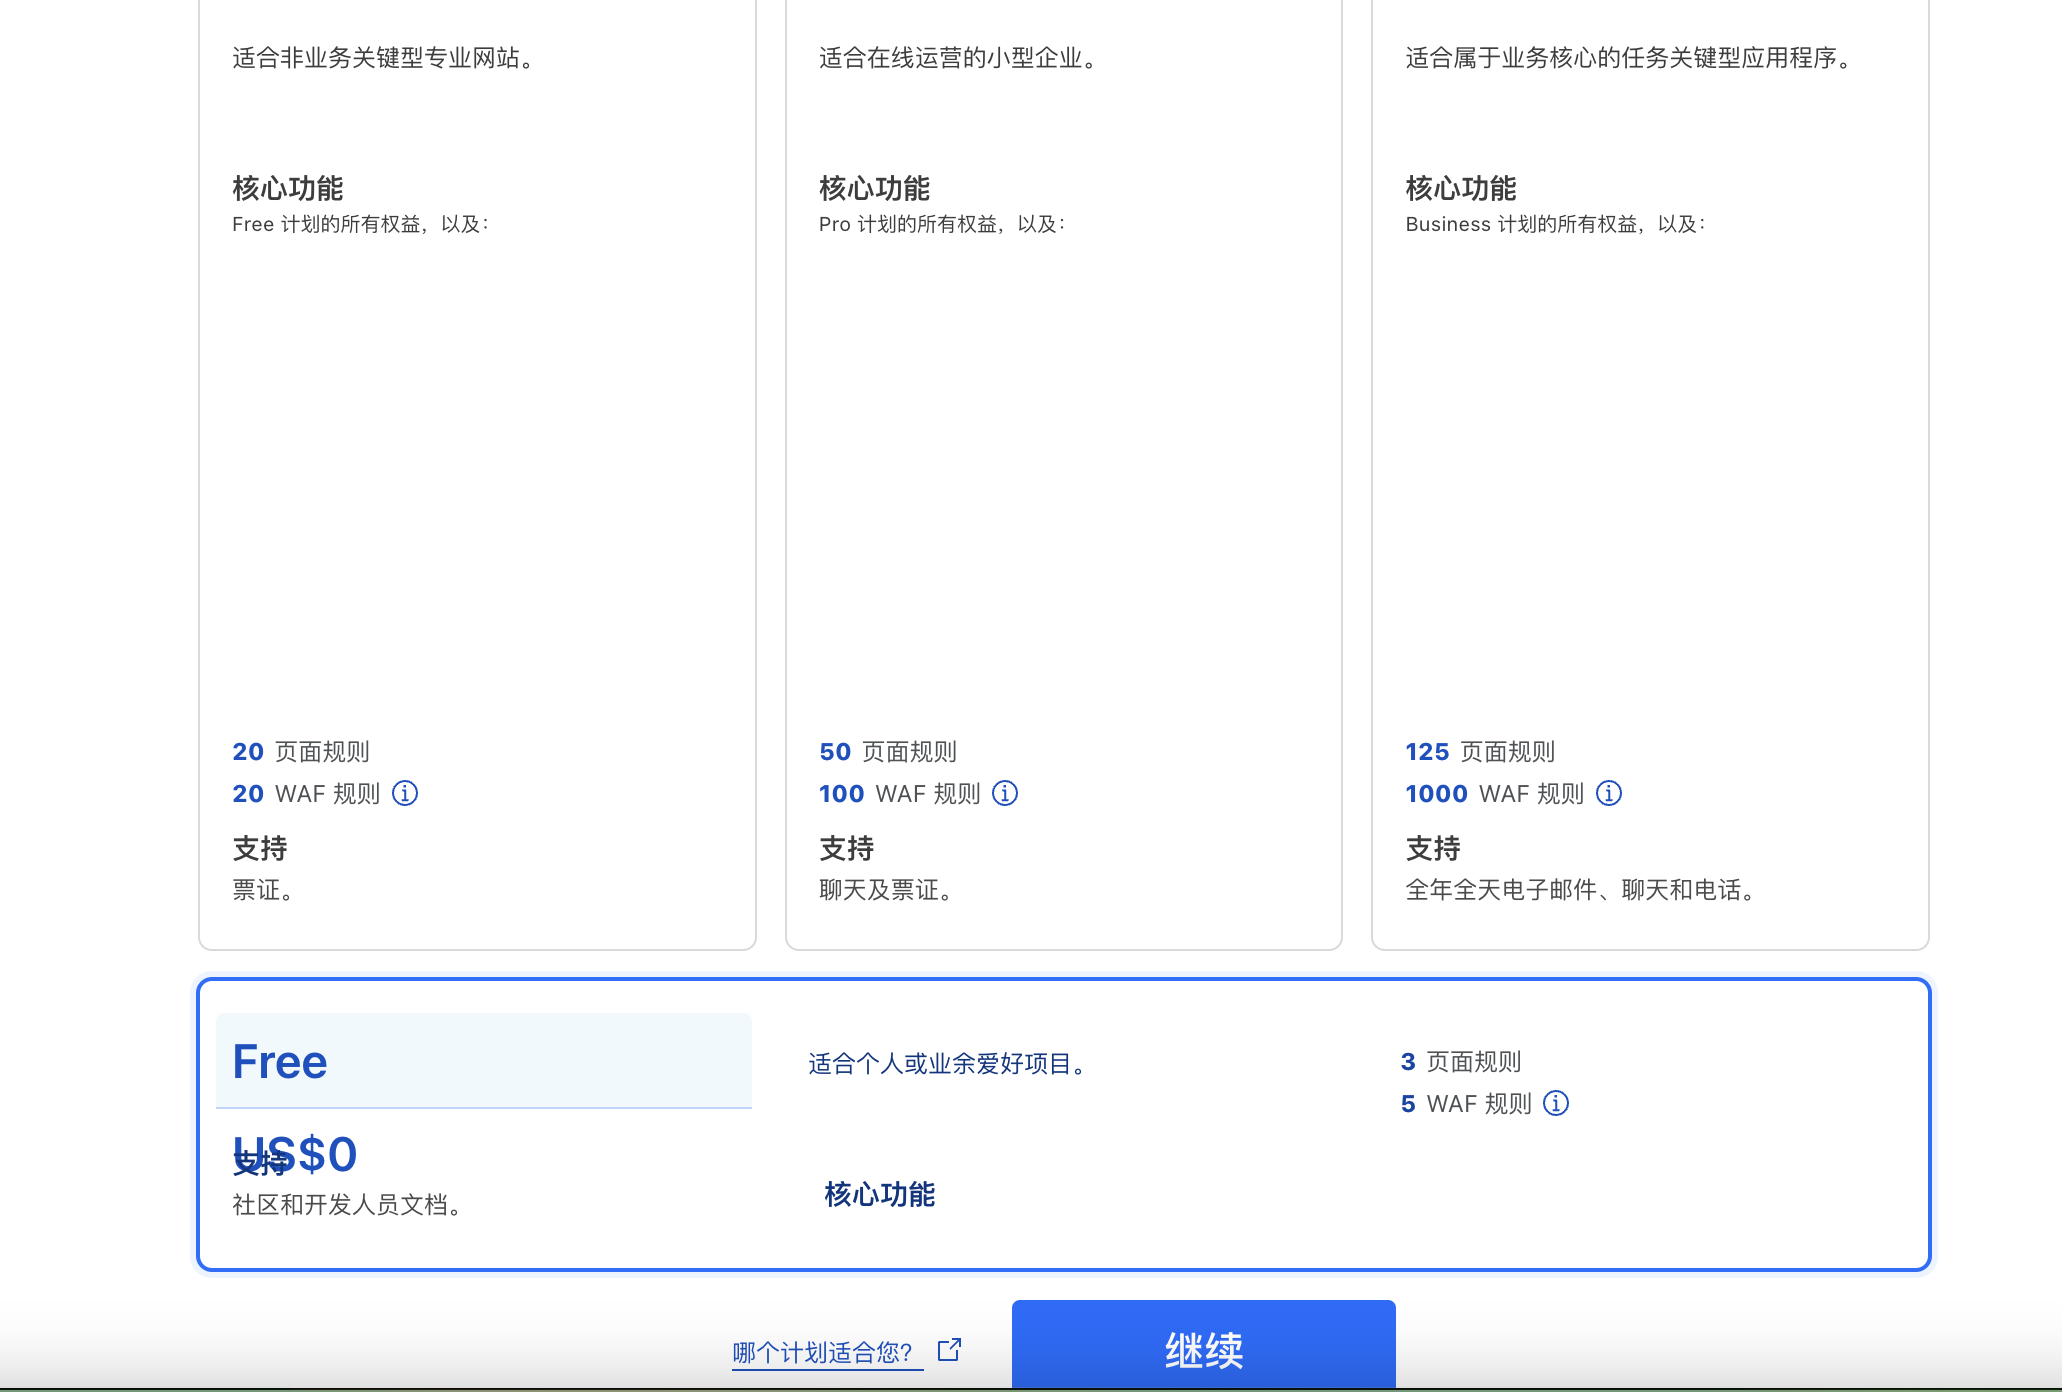 适合非业务关键型专业网站。
核心功能
Free 计划的所有权益，以及：
20 页面规则
20 WAF 规则
支持
票证。
适合在线运营的小型企业。
核心功能
Pro 计划的所有权益，以及：
50 页面规则
100 WAF 规则
支持
聊天及票证。
适合属于业务核心的任务关键型应用程序。
核心功能
Business 计划的所有权益，以及：
125 页面规则
1000 WAF 规则
支持
全年全天电子邮件、聊天和电话。
Free
US$0
支持
社区和开发人员文档。
适合个人或业余爱好项目。
核心功能
3 页面规则
5 WAF 规则
哪个计划适合您?
继续